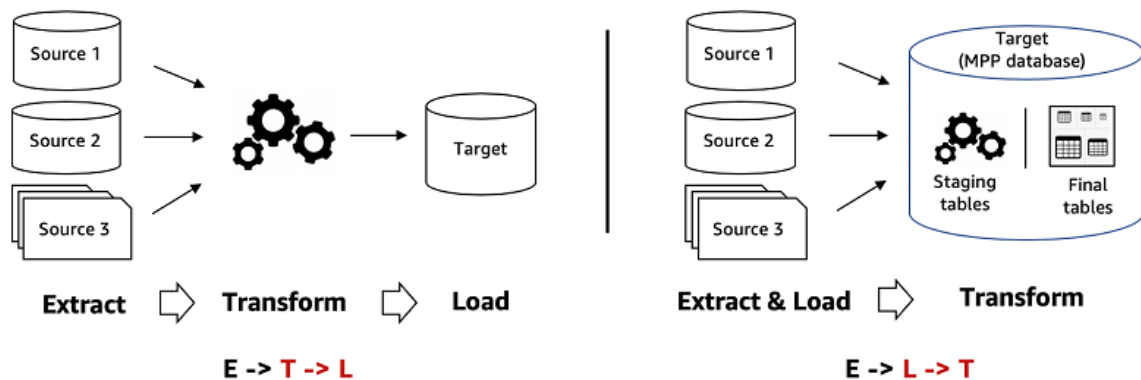 Source 1
Source 2
Source 3
Target
Extract
Transform
Load
E -> T -> L
Source 1
Source 2
Source 3
Target
(MPP database)
Staging
tables
Final
tables
Extract & Load
Transform
E -> L -> T